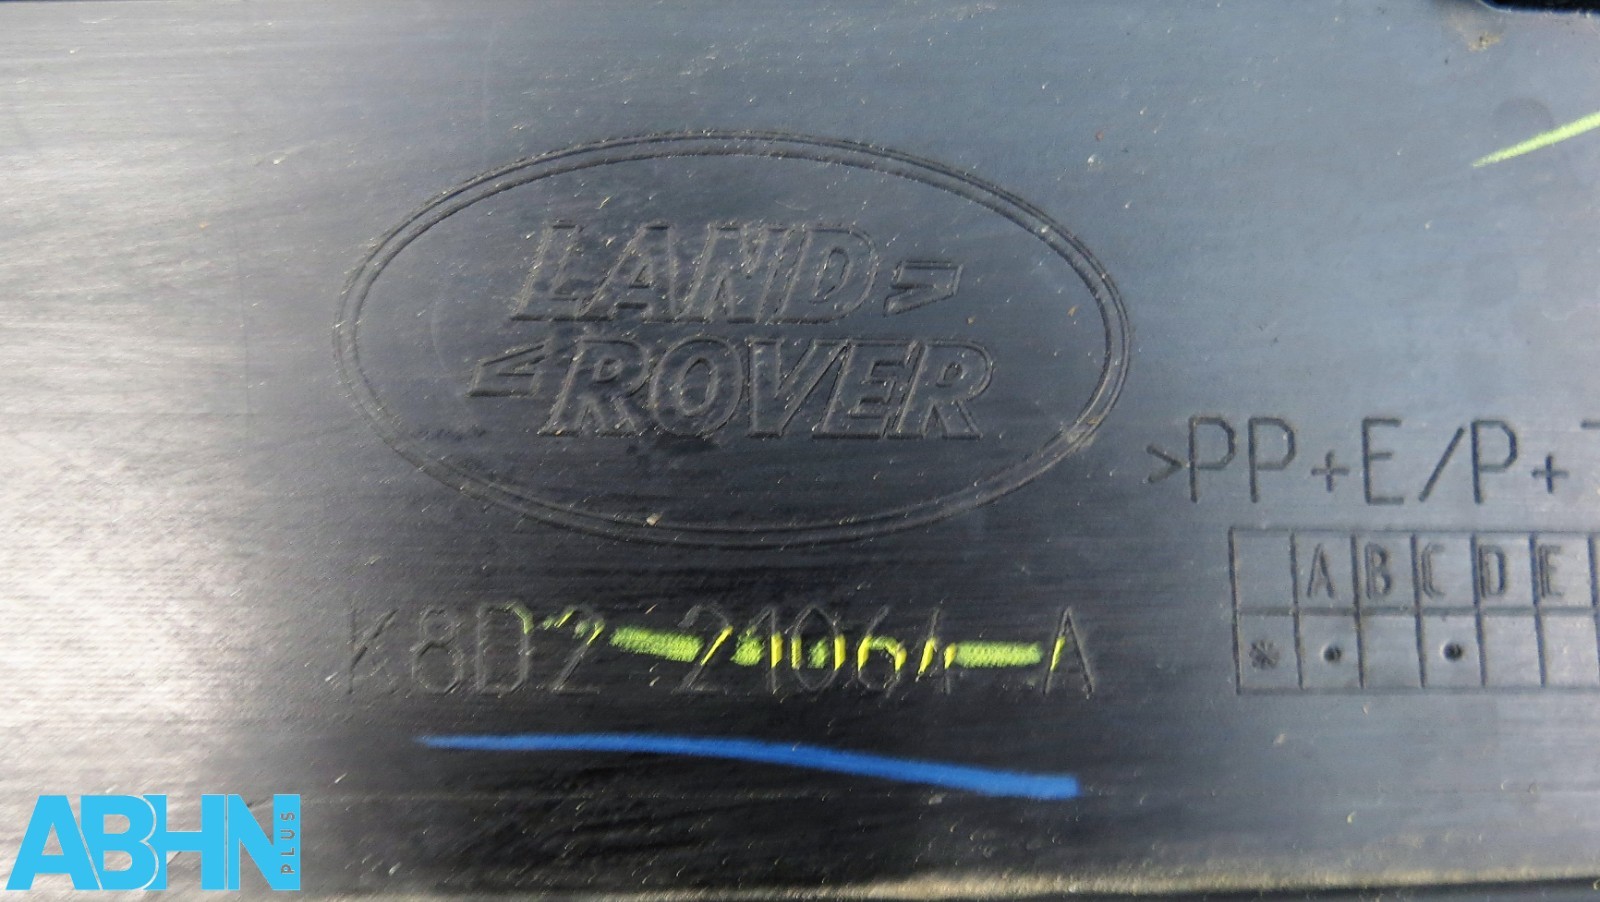 LAND
ROVER
>PP+E/P+
K8D2-21064-A
A B C D E
*
ABHN PLUS